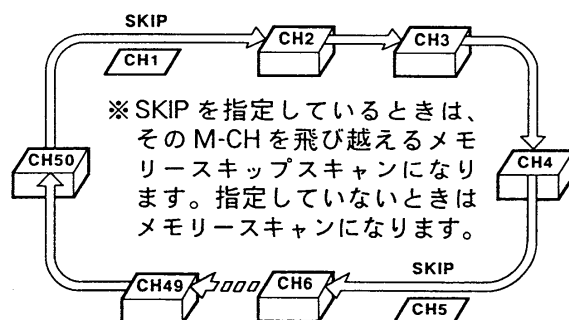 SKIP
CH1
CH2
CH3
※SKIPを指定しているときは、
そのM-CHを飛び越えるメモ
リースキップスキャンになり
ます。指定していないときは
メモリースキャンになります。
CH50
CH4
SKIP
CH49
CH6
CH5